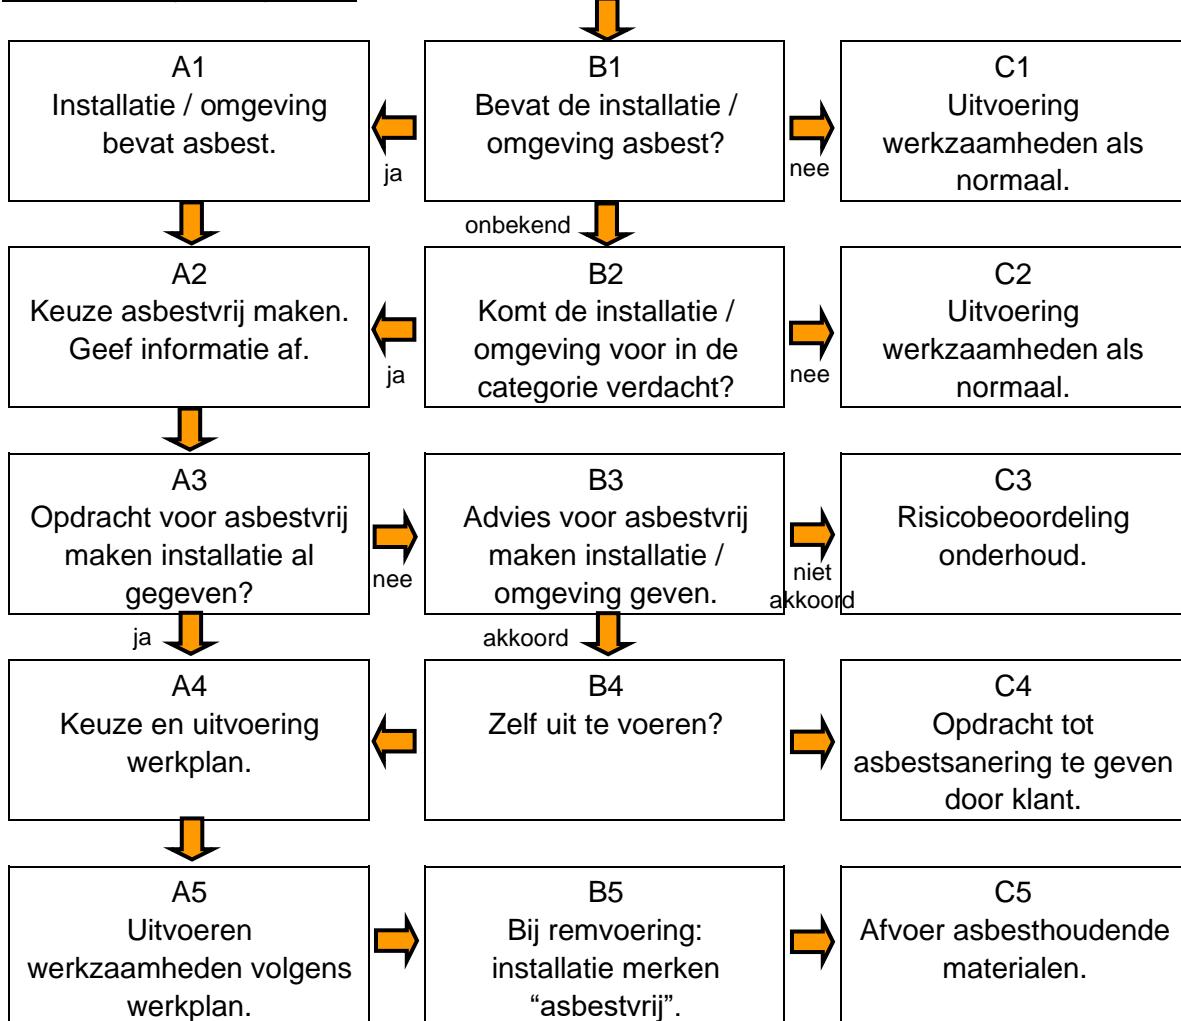 A1
Installatie / omgeving
bevat asbest.
ja
B1
Bevat de installatie /
omgeving asbest?
nee
C1
Uitvoering
werkzaamheden als
normaal.
onbekend
A2
Keuze asbestvrij maken.
Geef informatie af.
ja
B2
Komt de installatie /
omgeving voor in de
categorie verdacht?
nee
C2
Uitvoering
werkzaamheden als
normaal.
A3
Opdracht voor asbestvrij
maken installatie al
gegeven?
nee
B3
Advies voor asbestvrij
maken installatie /
omgeving geven.
niet
akkoord
C3
Risicobeoordeling
onderhoud.
ja
akkoord
A4
Keuze en uitvoering
werkplan.
B4
Zelf uit te voeren?
C4
Opdracht tot
asbestsanering te geven
door klant.
A5
Uitvoeren
werkzaamheden volgens
werkplan.
B5
Bij remvoering:
installatie merken
“asbestvrij”.
C5
Afvoer asbesthoudende
materialen.